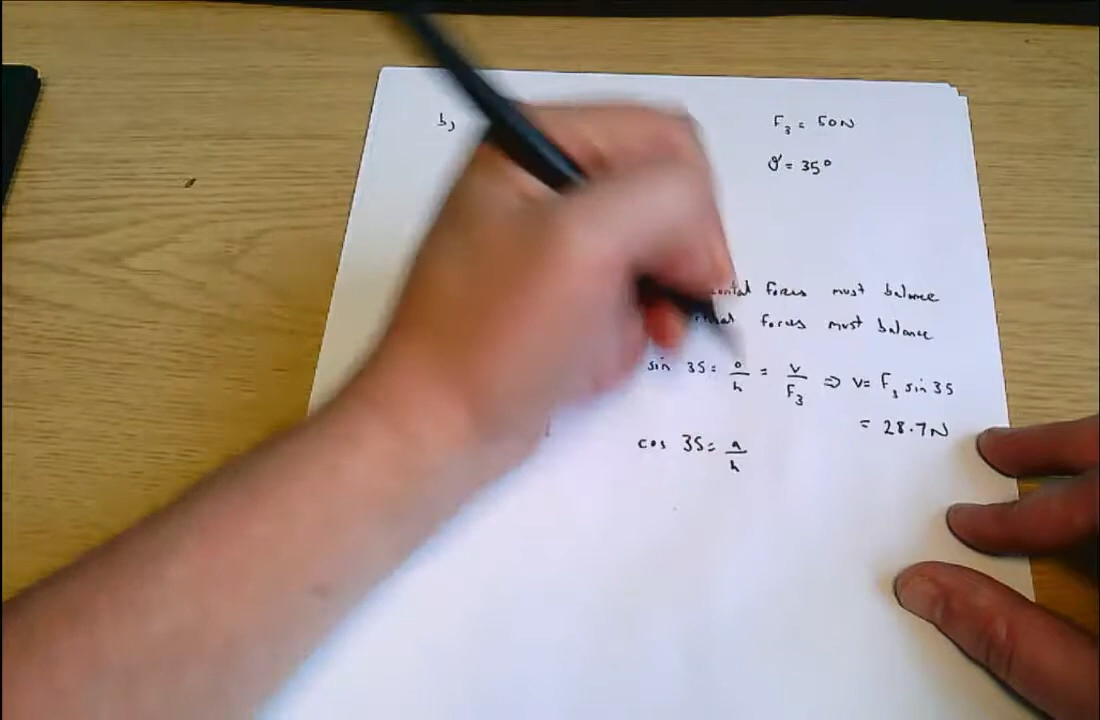 b,
F₃ = 50N
θ = 35°
forces must balance
forces must balance
sin 35 = o/h = V/F₃ ⇒ V = F₃ sin 35
= 28.7N
cos 35 = a/h